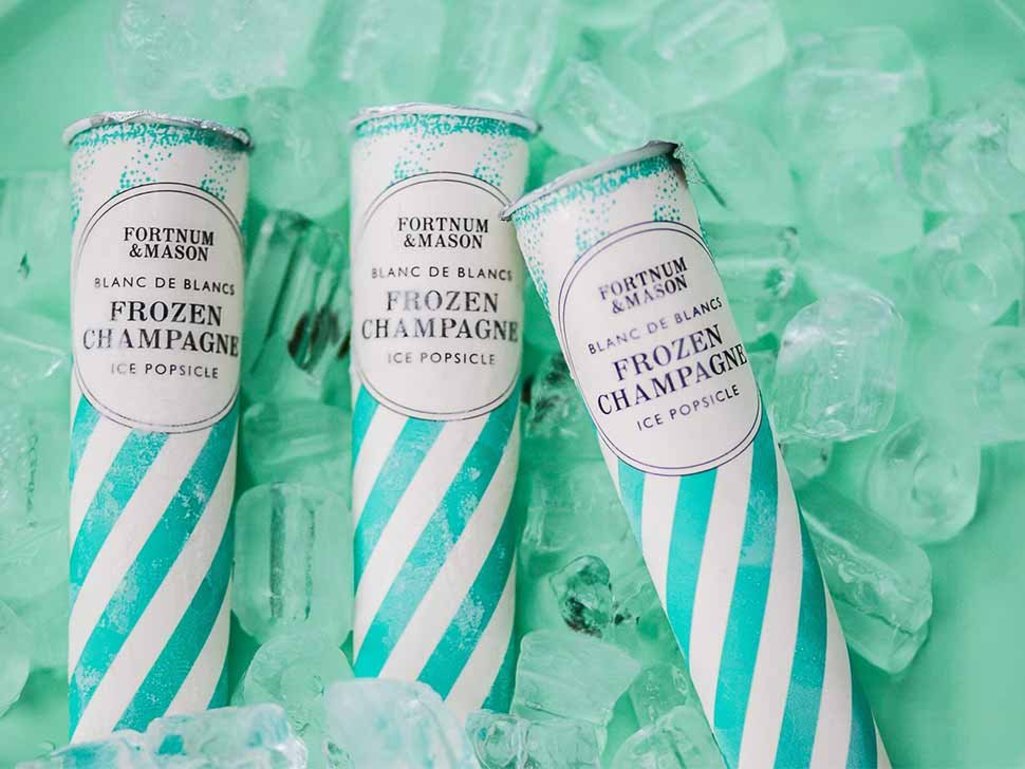 FORTNUM
&MASON
BLANC DE BLANCS
FROZEN
CHAMPAGNE
ICE POPSICLE
FORTNUM
&MASON
BLANC DE BLANCS
FROZEN
CHAMPAGNE
ICE POPSICLE
FORTNUM
&MASON
BLANC DE BLANCS
FROZEN
CHAMPAGNE
ICE POPSICLE